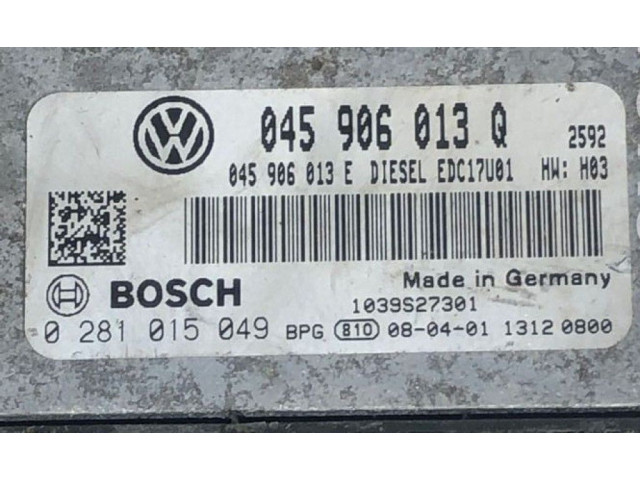 045 906 013 Q 2592
045 906 013 E DIESEL EDC17U01 HW: H03
BOSCH
Made in Germany
1039S27301
0 281 015 049 BPG 810 08-04-01 1312 0800